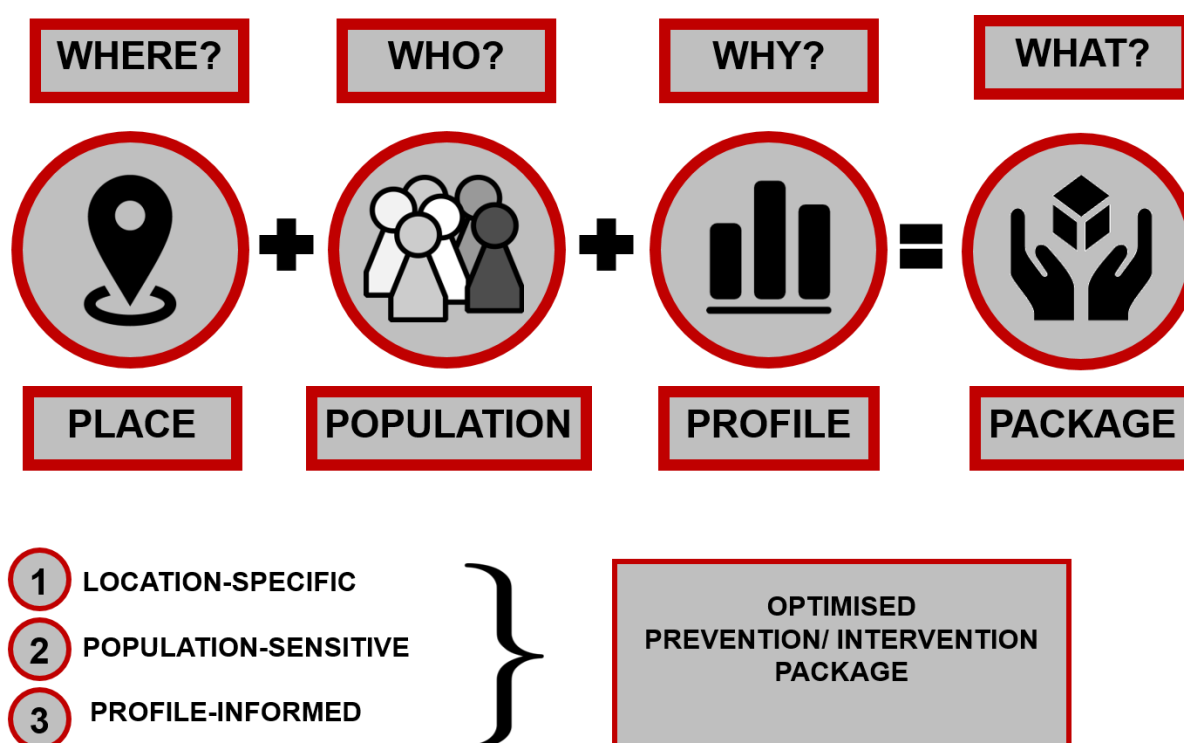 WHERE?
WHO?
WHY?
WHAT?
PLACE
POPULATION
PROFILE
PACKAGE
1 LOCATION-SPECIFIC
2 POPULATION-SENSITIVE
3 PROFILE-INFORMED
OPTIMISED
PREVENTION/ INTERVENTION
PACKAGE